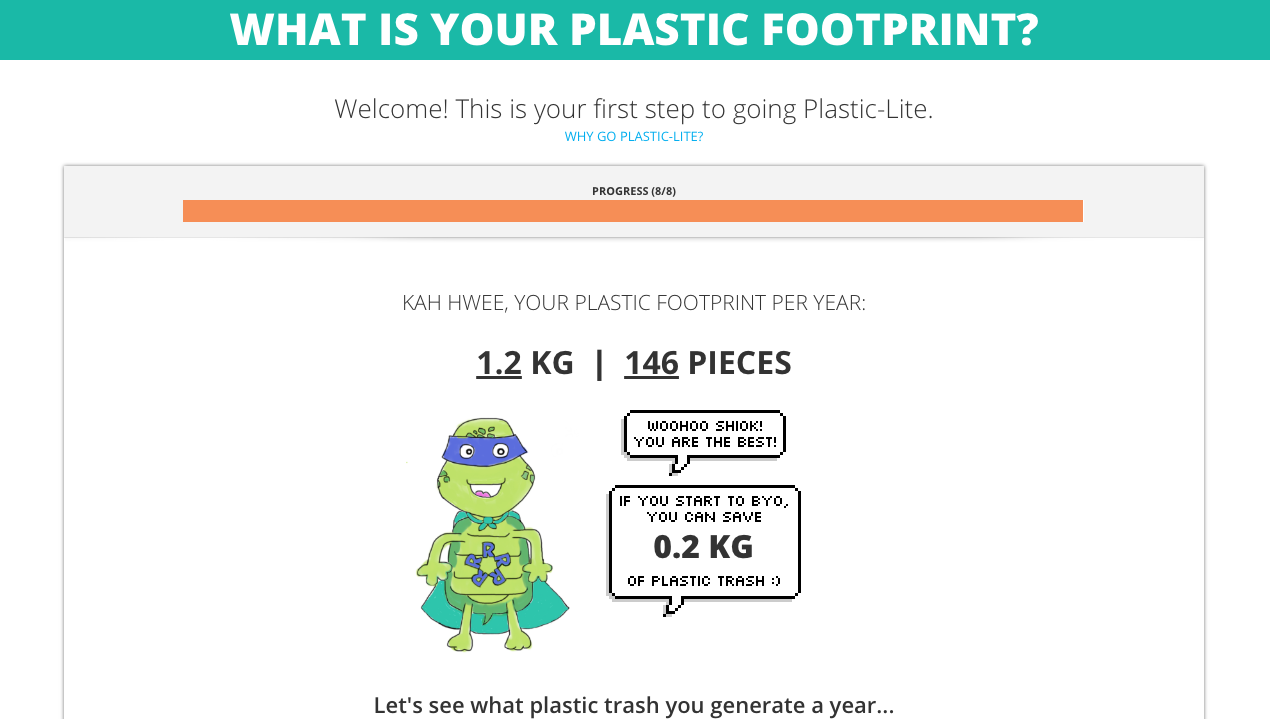 WHAT IS YOUR PLASTIC FOOTPRINT?
Welcome! This is your first step to going Plastic-Lite.
WHY GO PLASTIC-LITE?
PROGRESS (8/8)
KAH HWEE, YOUR PLASTIC FOOTPRINT PER YEAR:
1.2 KG | 146 PIECES
WOOHOO SHIOK!
YOU ARE THE BEST!
IF YOU START TO BYO,
YOU CAN SAVE
0.2 KG
OF PLASTIC TRASH :)
R
R
R
R
R
Let's see what plastic trash you generate a year...